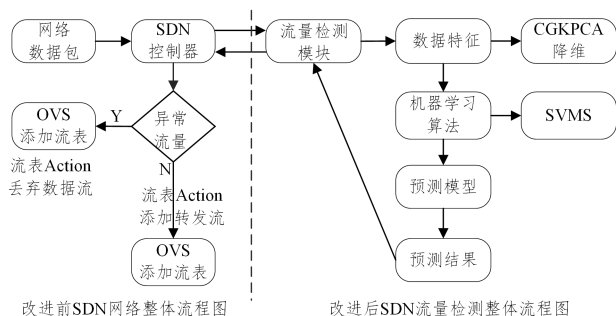 网络
数据包
SDN
控制器
流量检测
模块
数据特征
CGKPCA
降维
机器学习
算法
SVMS
OVS
添加流表
Y
异常
流量
流表Action
丢弃数据流
N
流表Action
添加转发流
预测模型
OVS
添加流表
预测结果
改进前SDN网络整体流程图
改进后SDN流量检测整体流程图